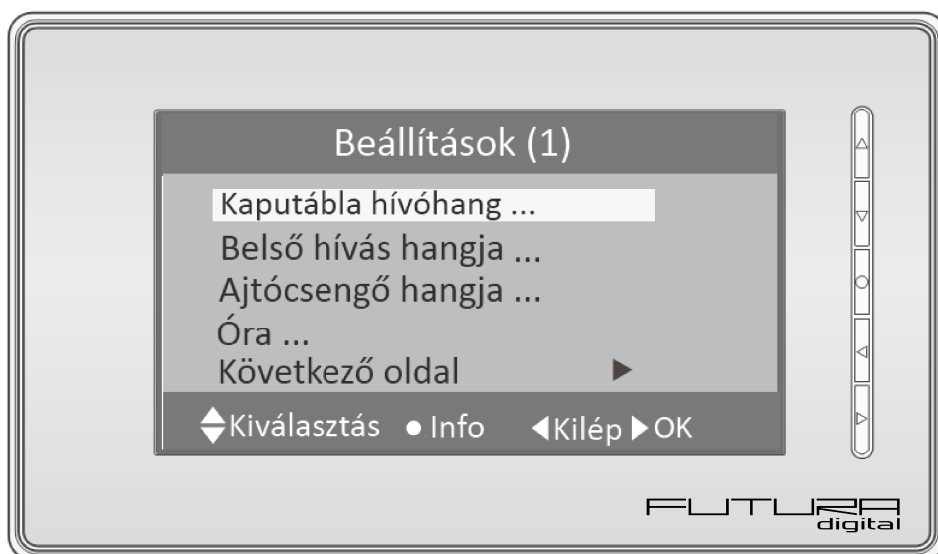 Beállítások (1)
Kaputábla hívóhang ...
Belső hívás hangja ...
Ajtócsengő hangja ...
Óra ...
Következő oldal
Kiválasztás Info Kilép OK
FUTURA
digital